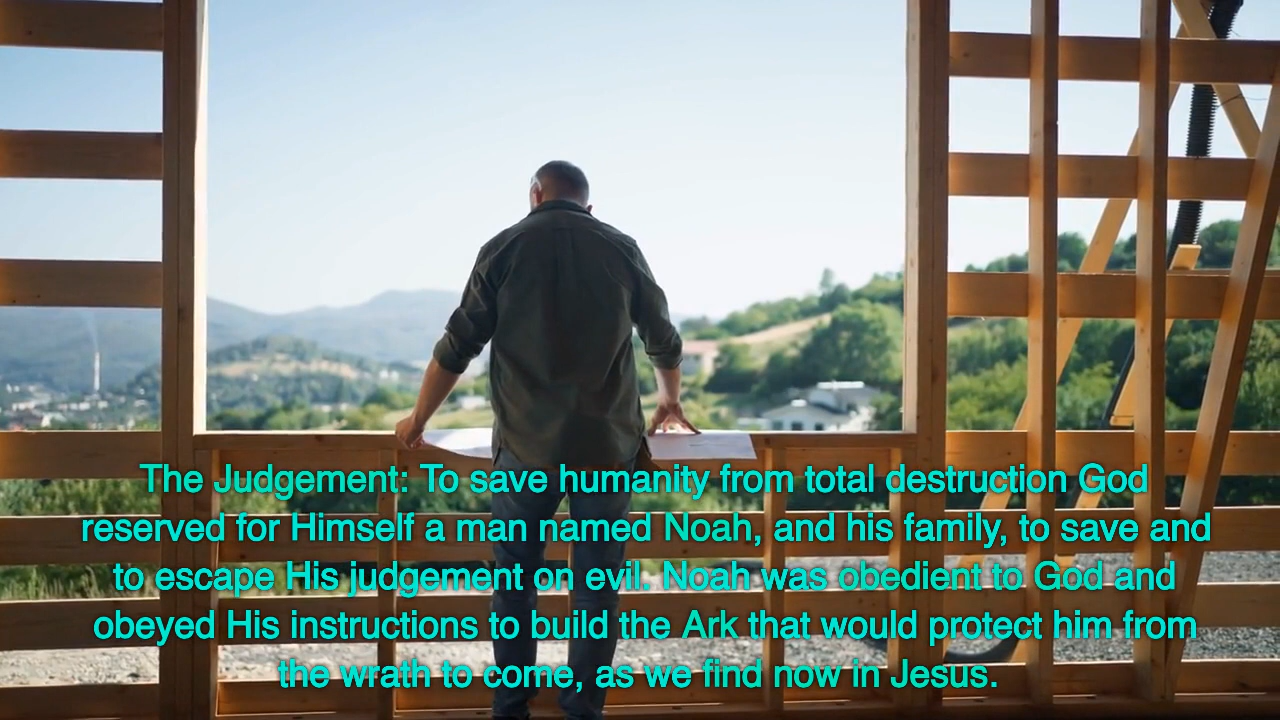 The Judgement: To save humanity from total destruction God
reserved for Himself a man named Noah, and his family, to save and
to escape His judgement on evil. Noah was obedient to God and
obeyed His instructions to build the Ark that would protect him from
the wrath to come, as we find now in Jesus.